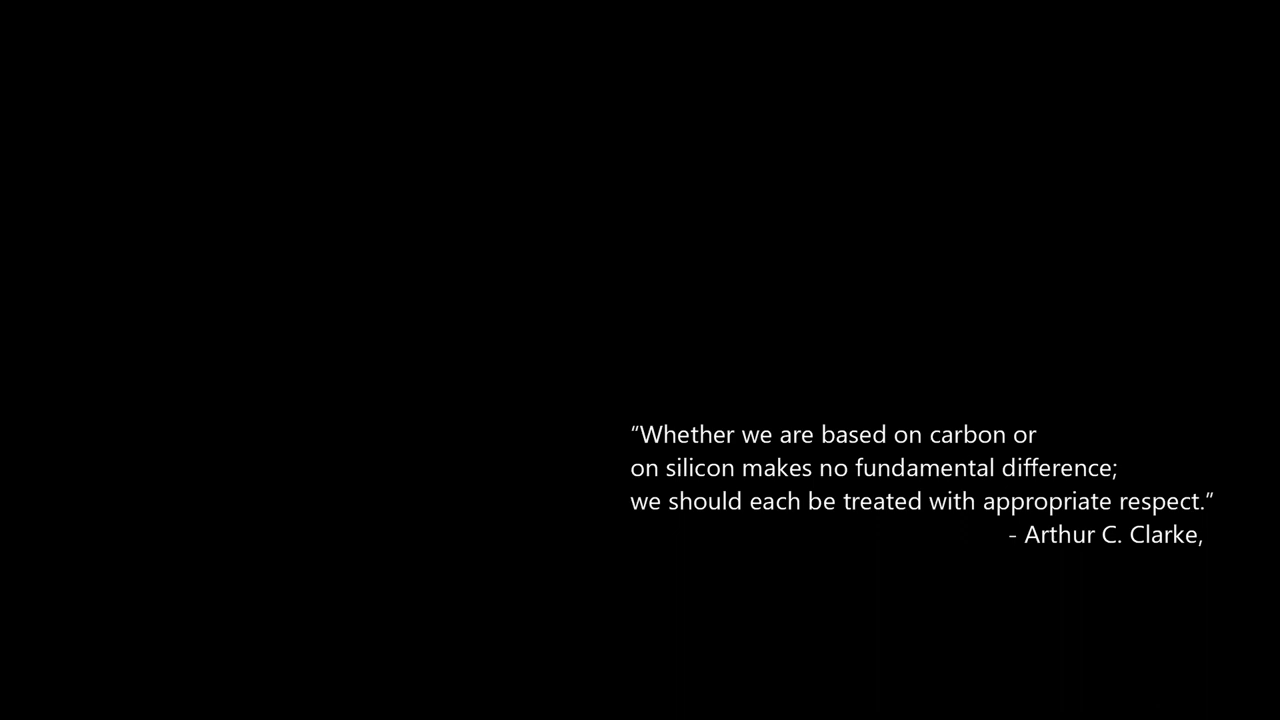 “Whether we are based on carbon or
on silicon makes no fundamental difference;
we should each be treated with appropriate respect.“
- Arthur C. Clarke,